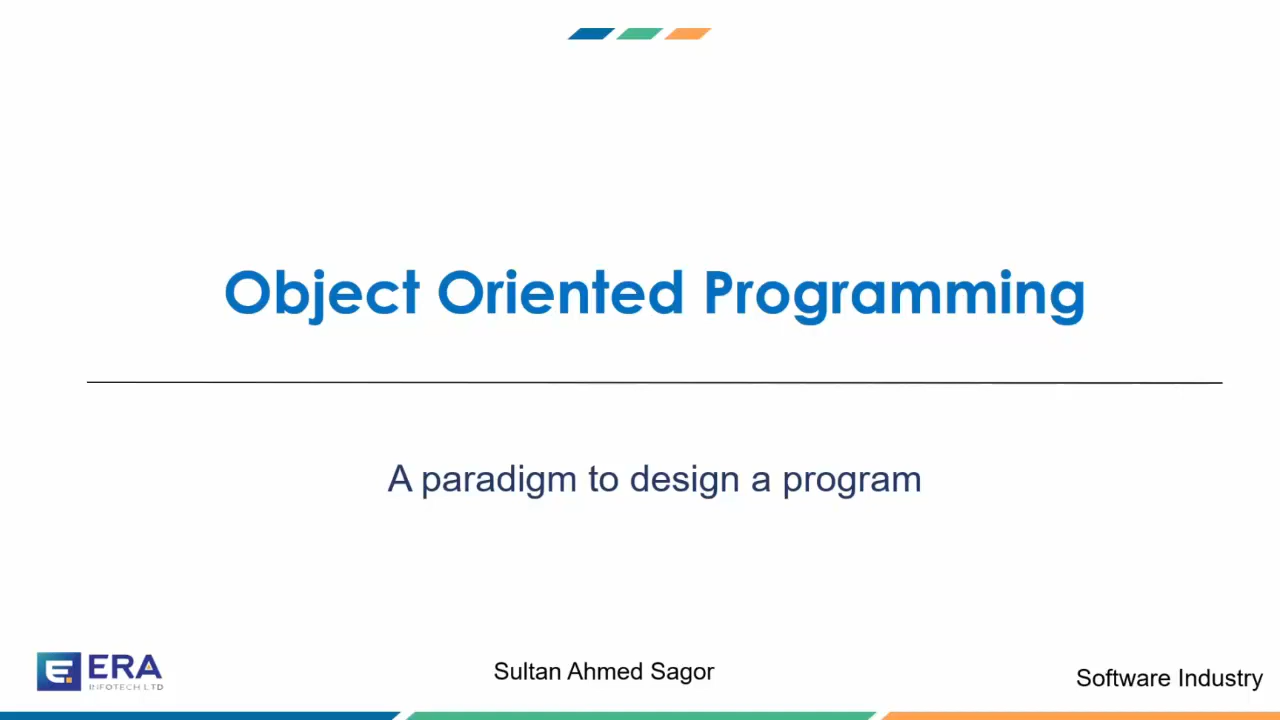 Object Oriented Programming
A paradigm to design a program
ERA
INFOTECH LTD
Sultan Ahmed Sagor
Software Industry